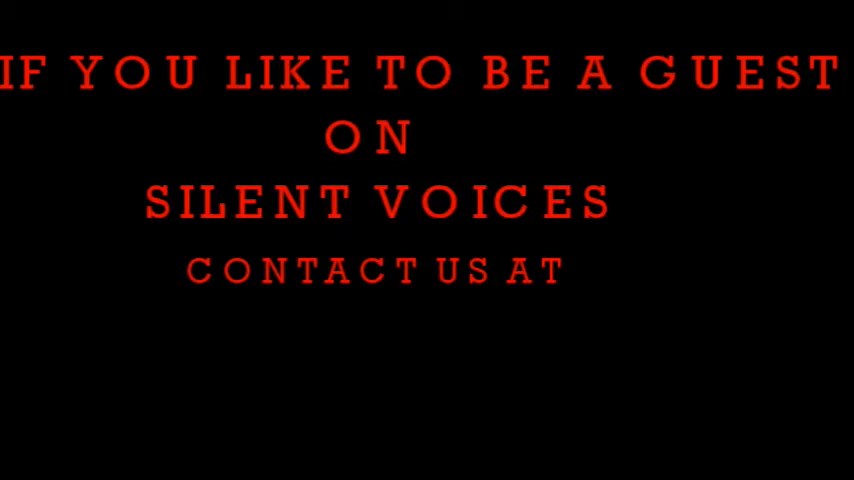 IF YOU LIKE TO BE A GUEST
ON
SILENT VOICES
CONTACT US AT